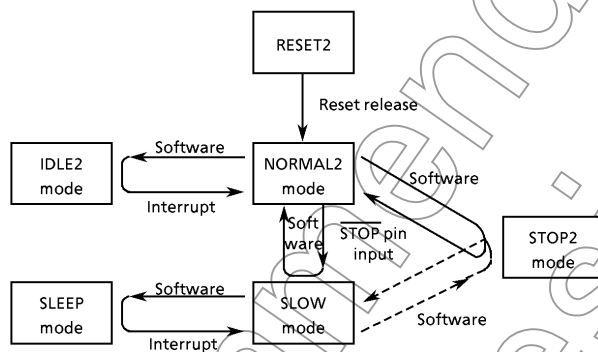 RESET2
Reset release
IDLE2
mode
Software
Interrupt
NORMAL2
mode
Software
Soft
ware
STOP pin
input
STOP2
mode
SLEEP
mode
Software
Interrupt
SLOW
mode
Software